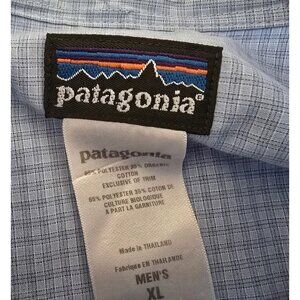 patagonia®
patagonia
65% POLYESTER 35% ORGANIC
COTTON
EXCLUSIVE OF TRIM
65% POLYESTER 35% COTON DE
CULTURE BIOLOGIQUE
A PART LA GARNITURE
Made in THAILAND
Fabriqué EN THAILANDE
MEN'S
XL